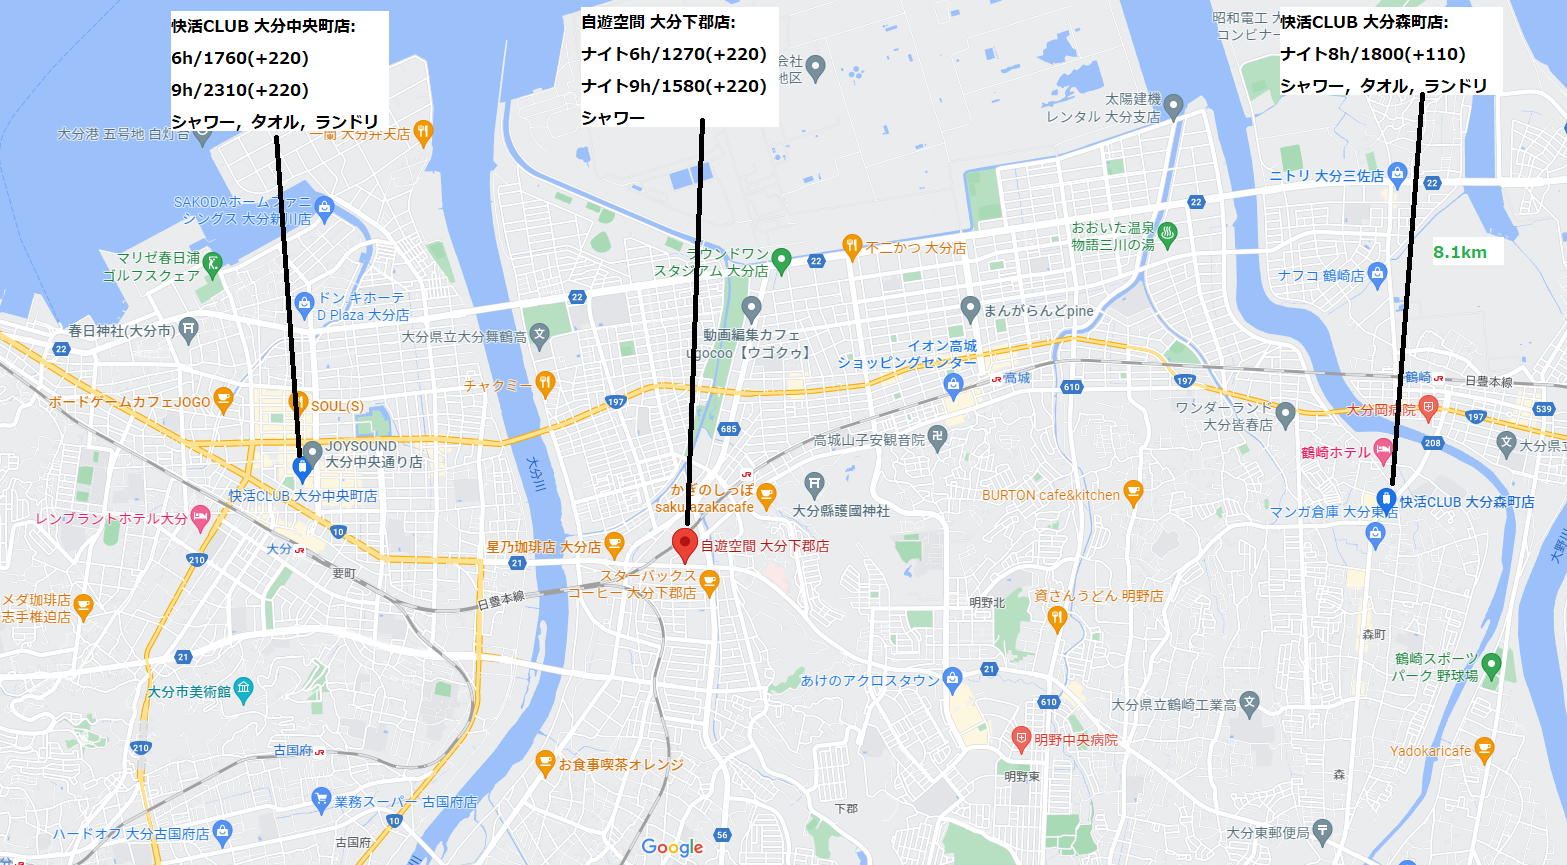 快活CLUB 大分中央町店:
6h/1760(+220)
9h/2310(+220)
シャワー，タオル，ランドリ
自遊空間 大分下郡店:
ナイト6h/1270(+220)
ナイト9h/1580(+220)
シャワー
快活CLUB 大分森町店:
ナイト8h/1800(+110)
シャワー，タオル，ランドリ
昭和電工 大
コンビナー
会社
地区
太陽建機
レンタル 大分支店
大分港 五号地 白灯台
一蘭 大分弁天店
ニトリ 大分三佐店
22
22
SAKODAホームファニ
シングス 大分新川店
おおいた温泉
物語三川の湯
8.1km
マリゼ春日浦
ゴルフスクェア
ラウンドワン
スタジアム 大分店
22
不二かつ 大分店
ナフコ 鶴崎店
ドン キホーテ
D Plaza 大分店
22
春日神社(大分市)
22
大分県立大分舞鶴高
動画編集カフェ
ugocoo【ウゴクゥ】
まんがらんどpine
イオン高城
ショッピングセンター
チャクミー
高城
610
197
鶴崎
日豊本線
ボードゲームカフェJOGO
SOUL(S)
197
685
ワンダーランド
大分皆春店
大分岡病院
197
539
208
大分県立
JOYSOUND
大分中央通り店
高城山子安観音院
鶴崎ホテル
大分川
快活CLUB 大分中央町店
かぎのしっぽ
sakurazakacafe
大分縣護國神社
BURTON cafe&kitchen
快活CLUB 大分森町店
マンガ倉庫 大分東店
レンブラントホテル大分
10
大分
210
星乃珈琲店 大分店
21
自遊空間 大分下郡店
大野川
要町
スターバックス
コーヒー 大分下郡店
メダ珈琲店
志手椎迫店
日豊本線
明野北
資さんうどん 明野店
森町
21
大分市美術館
あけのアクロスタウン
21
610
鶴崎スポーツ
パーク 野球場
大分県立鶴崎工業高
210
古国府
明野中央病院
Yadokaricafe
お食事喫茶オレンジ
明野東
森
業務スーパー 古国府店
下郡
ハードオフ 大分古国府店
10
古国府
Google
56
大分東郵便局